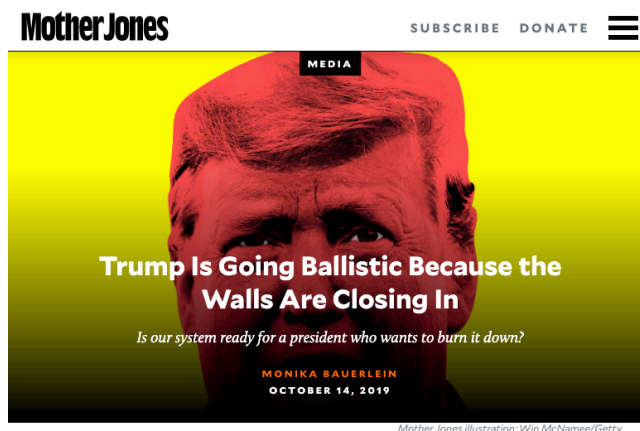 Mother Jones
SUBSCRIBE DONATE
MEDIA
Trump Is Going Ballistic Because the
Walls Are Closing In
Is our system ready for a president who wants to burn it down?
MONIKA BAUERLEIN
OCTOBER 14, 2019
Mother Jones illustration; Win McNamee/Getty